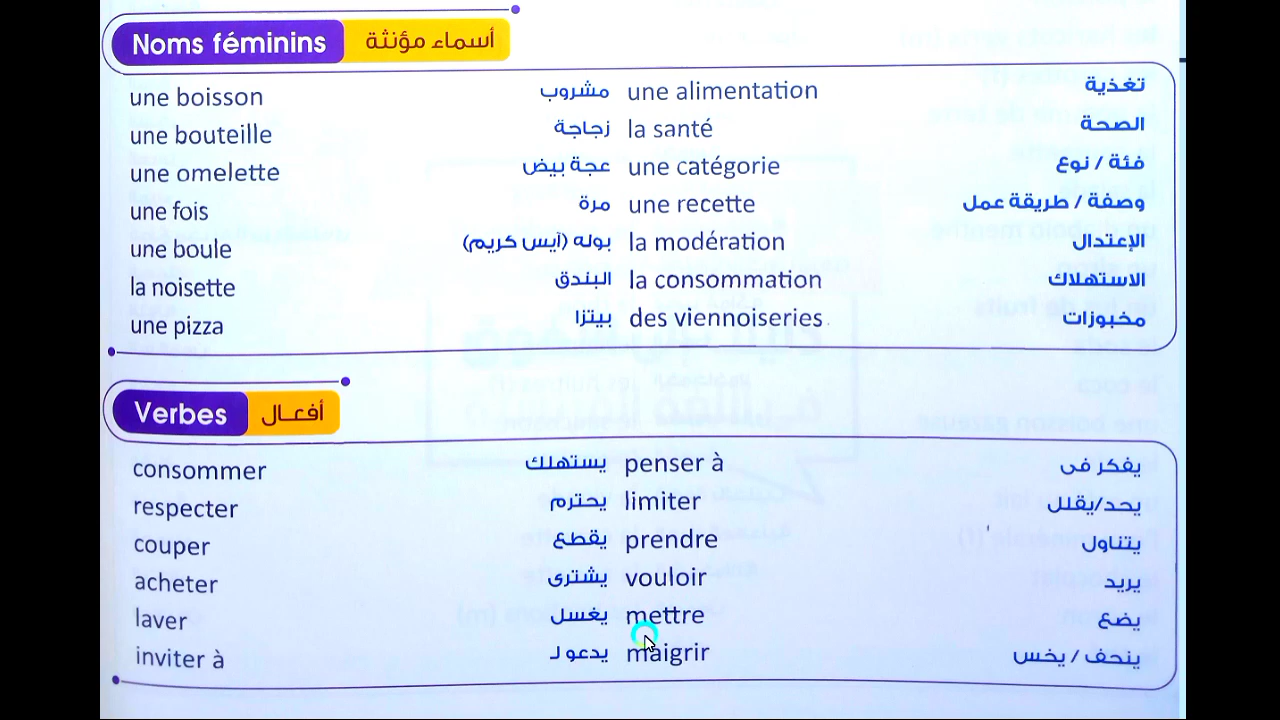 Noms féminins أسماء مؤنثة
une boisson مشروب une alimentation تغذية
une bouteille زجاجة la santé الصحة
une omelette عجة بيض une catégorie فئة / نوع
une fois مرة une recette وصفة / طريقة عمل
une boule بوله (آيس كريم) la modération الإعتدال
la noisette البندق la consommation الاستهلاك
une pizza بيتزا des viennoiseries مخبوزات
Verbes أفعـال
consommer يستهلك penser à يفكر فى
respecter يحترم limiter يحد/يقلل
couper يقطع prendre يتناول
acheter يشترى vouloir يريد
laver يغسل mettre يضع
inviter à يدعو لـ maigrir ينحف / يخس